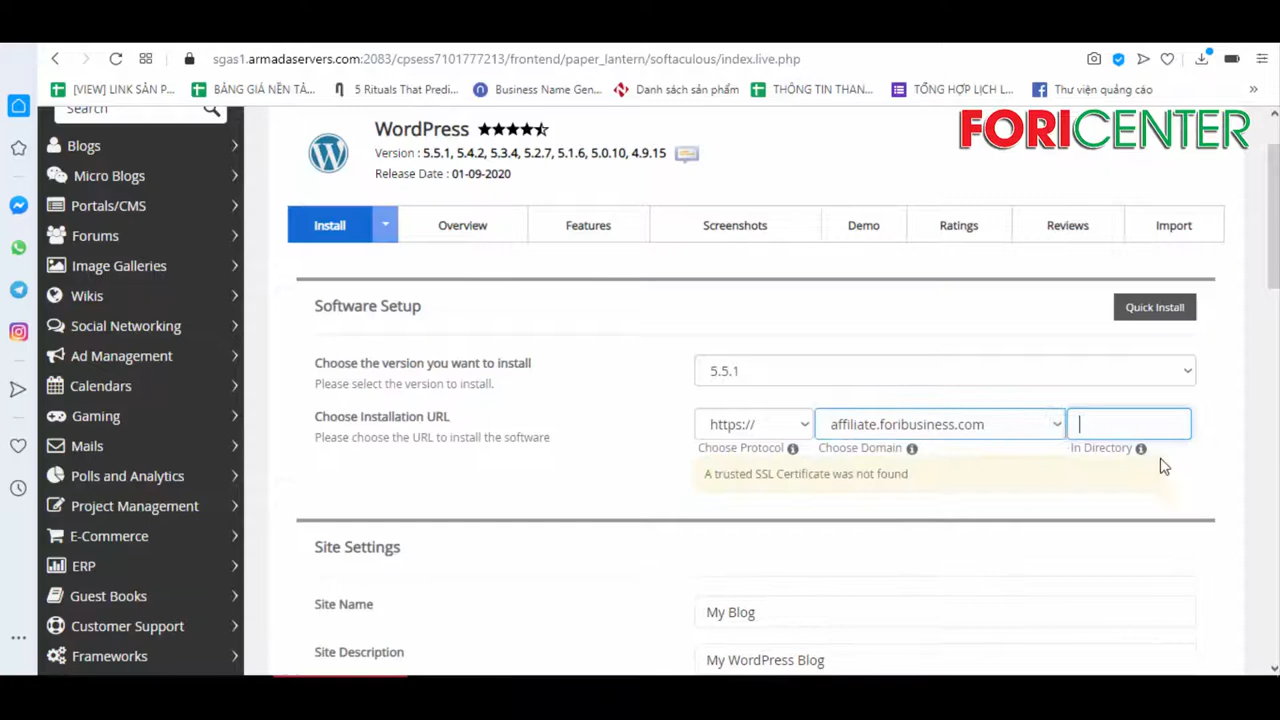 sgas1.armadaservers.com:2083/cpsess7101777213/frontend/paper_lantern/softaculous/index.live.php
[VIEW] LINK SẢN P... BẢNG GIÁ NỀN TẢ... 5 Rituals That Predi... Business Name Gen... Danh sách sản phẩm THÔNG TIN THAN... TỔNG HỢP LỊCH L... Thư viện quảng cáo »
FORICENTER
Search
Blogs
Micro Blogs
Portals/CMS
Forums
Image Galleries
Wikis
Social Networking
Ad Management
Calendars
Gaming
Mails
Polls and Analytics
Project Management
E-Commerce
ERP
Guest Books
Customer Support
Frameworks
WordPress
Version : 5.5.1, 5.4.2, 5.3.4, 5.2.7, 5.1.6, 5.0.10, 4.9.15
Release Date : 01-09-2020
Install Overview Features Screenshots Demo Ratings Reviews Import
Software Setup Quick Install
Choose the version you want to install
Please select the version to install.
5.5.1
Choose Installation URL
Please choose the URL to install the software
https:// affiliate.foribusiness.com
Choose Protocol Choose Domain In Directory
A trusted SSL Certificate was not found
Site Settings
Site Name My Blog
Site Description My WordPress Blog